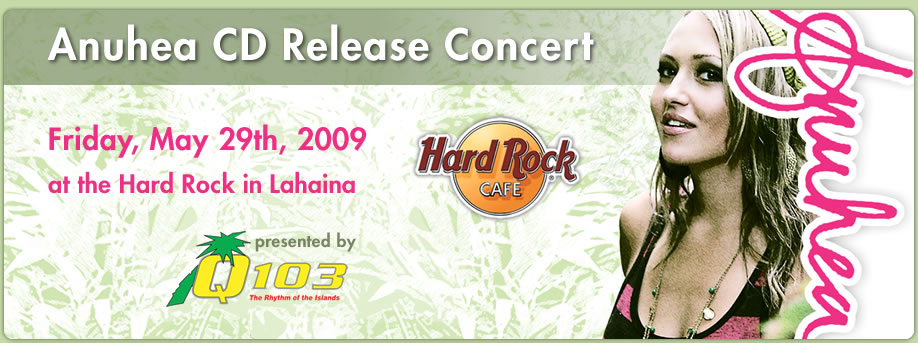 Anuhea CD Release Concert
Friday, May 29th, 2009
at the Hard Rock in Lahaina
Hard Rock
CAFE
presented by
Q103
The Rhythm of the Islands
Anuhea